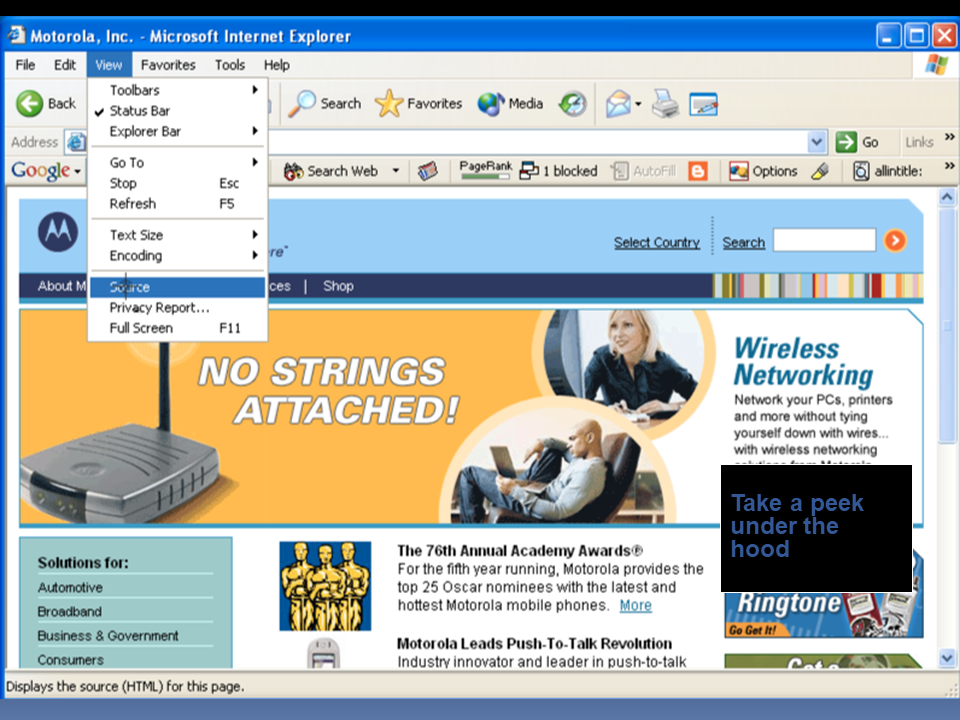 Motorola, Inc. - Microsoft Internet Explorer
File Edit View Favorites Tools Help
Back Search Favorites Media
Address Go Links »
Google Search Web PageRank 1 blocked AutoFill Options allintitle: »
Toolbars
Status Bar
Explorer Bar
Go To
Stop Esc
Refresh F5
Text Size
Encoding
Source
Privacy Report...
Full Screen F11
re™
Select Country Search
About M ces | Shop
NO STRINGS
ATTACHED!
Wireless
Networking
Network your PCs, printers
and more without tying
yourself down with wires...
with wireless networking
solutions from Motorola
Take a peek
under the
hood
Solutions for:
Automotive
Broadband
Business & Government
Consumers
The 76th Annual Academy Awards®
For the fifth year running, Motorola provides the
top 25 Oscar nominees with the latest and
hottest Motorola mobile phones. More
Motorola Leads Push-To-Talk Revolution
Industry innovator and leader in push-to-talk
Ringtone
Go Get It!
Get a
Displays the source (HTML) for this page.